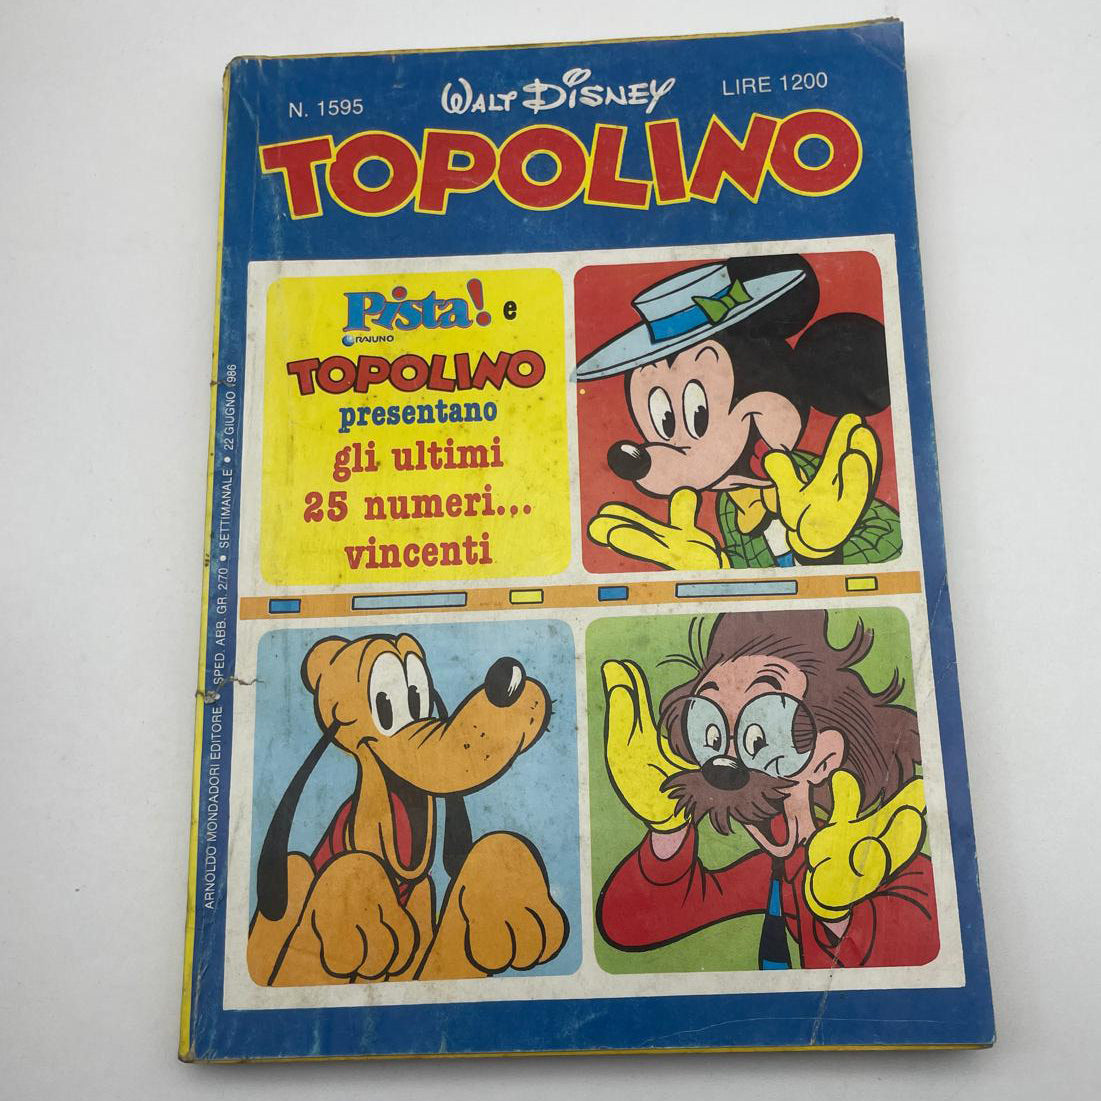 N. 1595
WALT DISNEY
LIRE 1200
TOPOLINO
Pista! e
RAIUNO
TOPOLINO
presentano
gli ultimi
25 numeri...
vincenti
ARNOLDO MONDADORI EDITORE • SPED. ABB. GR. 2/70 • SETTIMANALE • 22 GIUGNO 1986